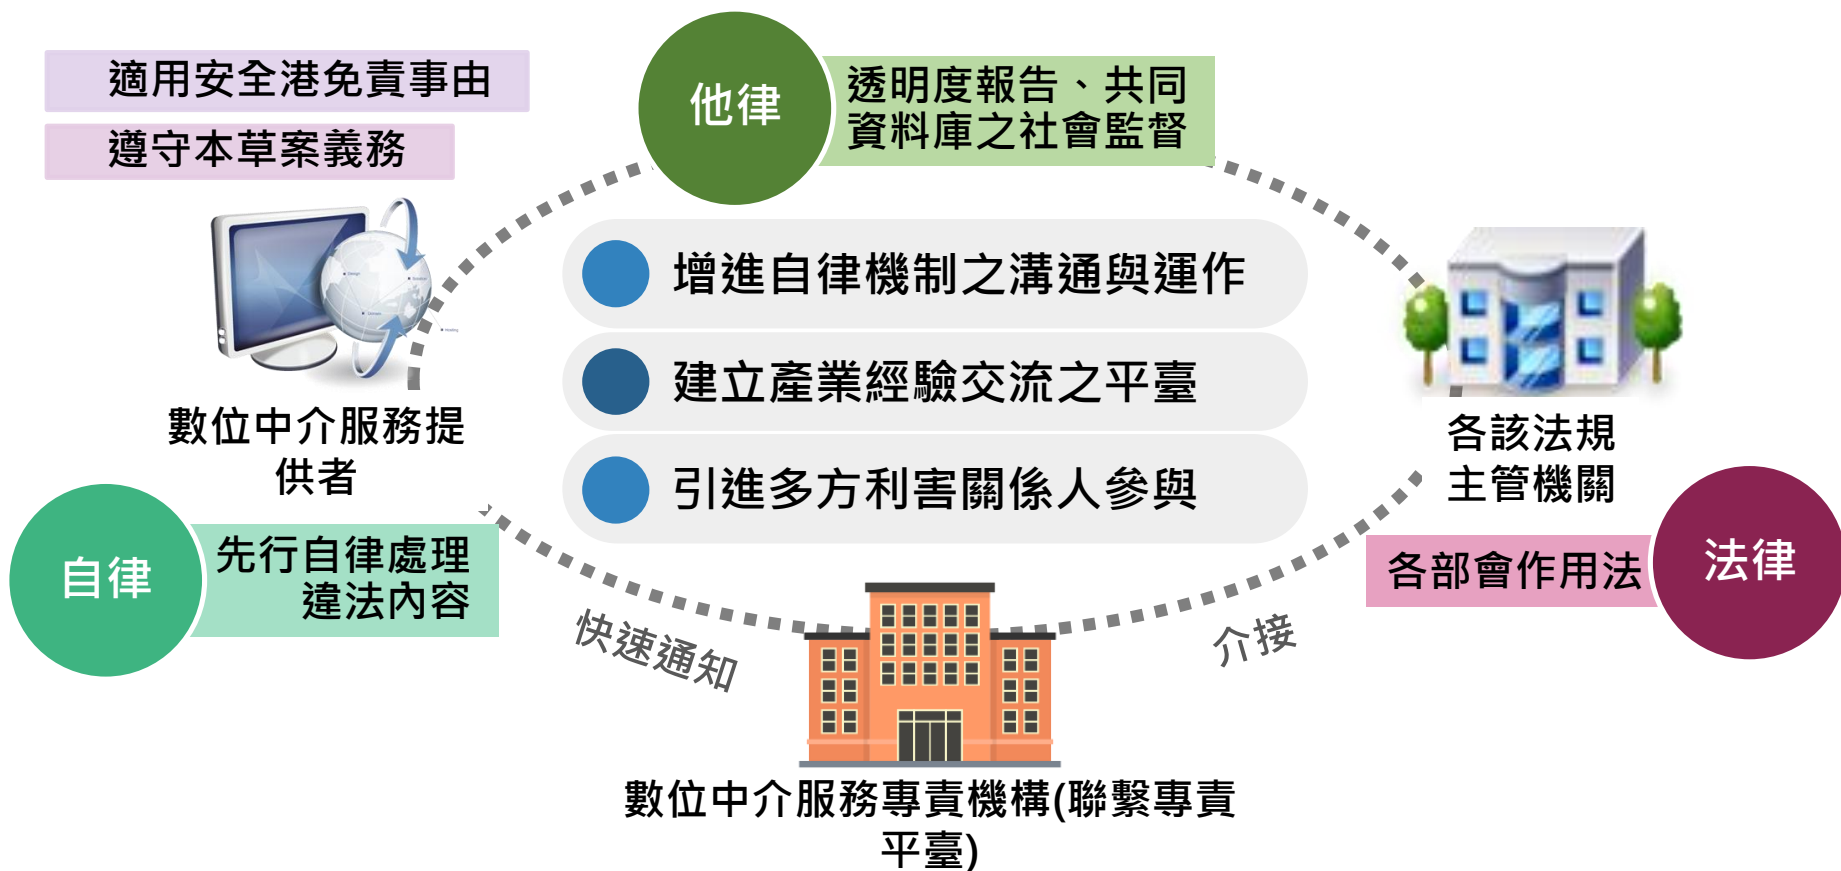 適用安全港免責事由
遵守本草案義務
他律
透明度報告、共同
資料庫之社會監督
增進自律機制之溝通與運作
建立產業經驗交流之平臺
引進多方利害關係人參與
數位中介服務提
供者
各該法規
主管機關
自律
先行自律處理
違法內容
各部會作用法
法律
快速通知
介接
數位中介服務專責機構(聯繫專責
平臺)